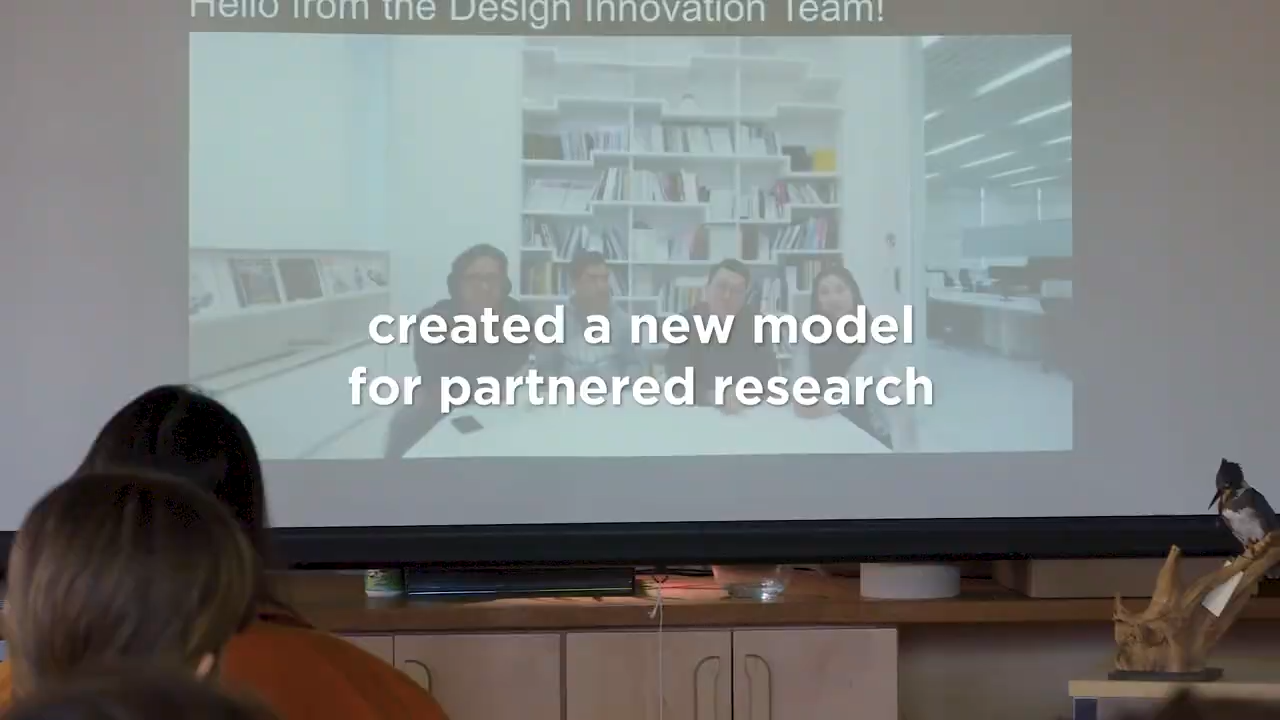 Hello from the Design Innovation Team!
created a new model
for partnered research